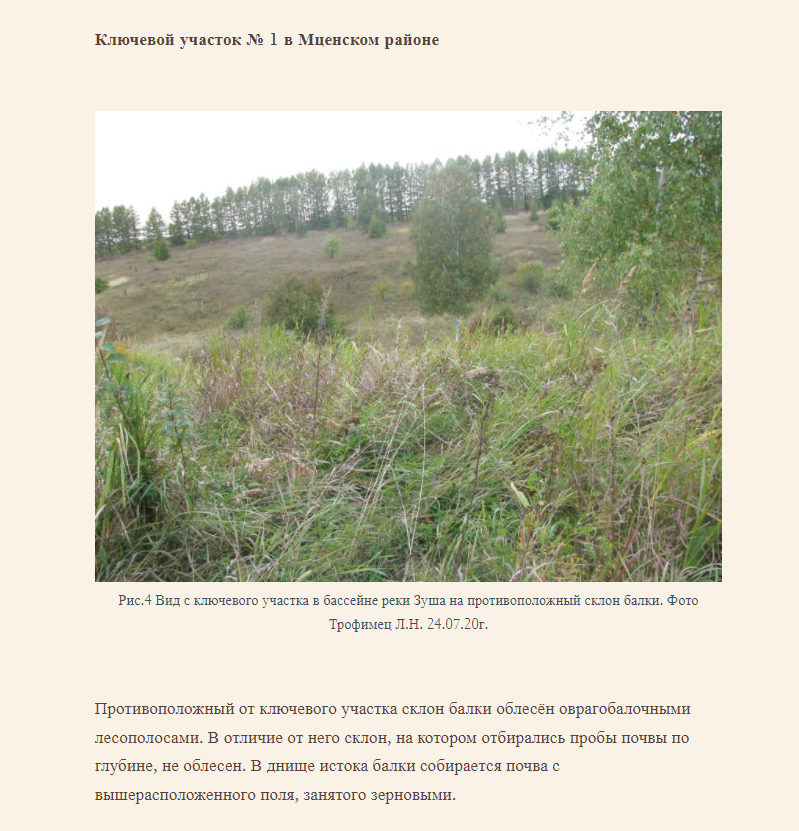 Ключевой участок № 1 в Мценском районе
Рис.4 Вид с ключевого участка в бассейне реки Зуша на противоположный склон балки. Фото
Трофимец Л.Н. 24.07.20г.
Противоположный от ключевого участка склон балки облесён оврагобалочными
лесополосами. В отличие от него склон, на котором отбирались пробы почвы по
глубине, не облесен. В днище истока балки собирается почва с
вышерасположенного поля, занятого зерновыми.